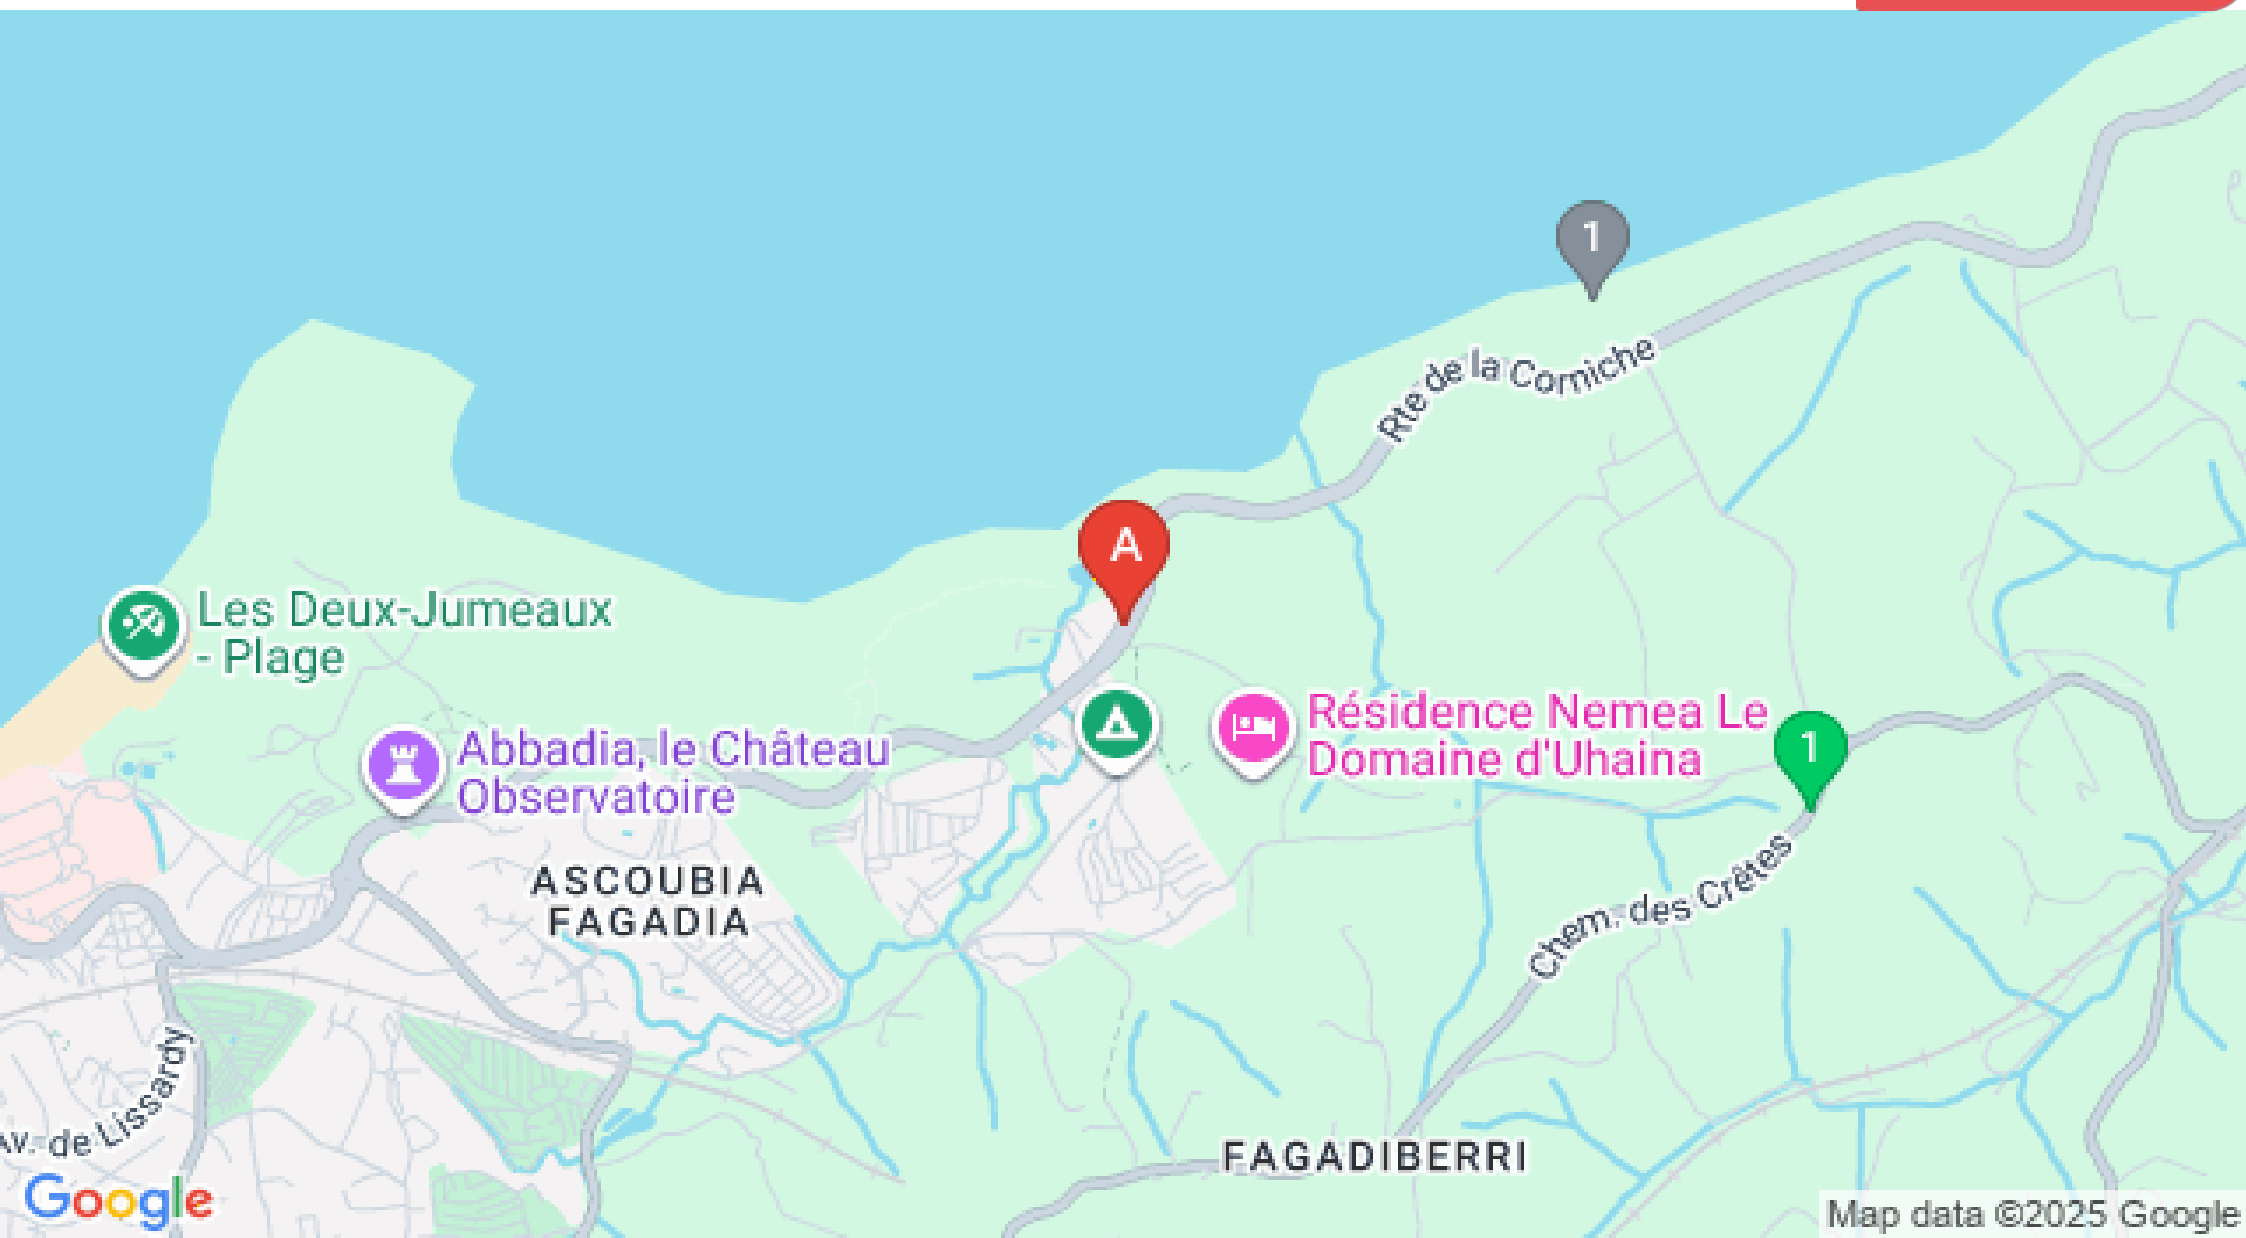 1
Rte de la Corniche
A
Les Deux-Jumeaux
- Plage
Résidence Nemea Le
Domaine d'Uhaina
1
Abbadia, le Château
Observatoire
ASCOUBIA
FAGADIA
Chem. des Crêtes
Av. de Lissardy
FAGADIBERRI
Google
Map data ©2025 Google